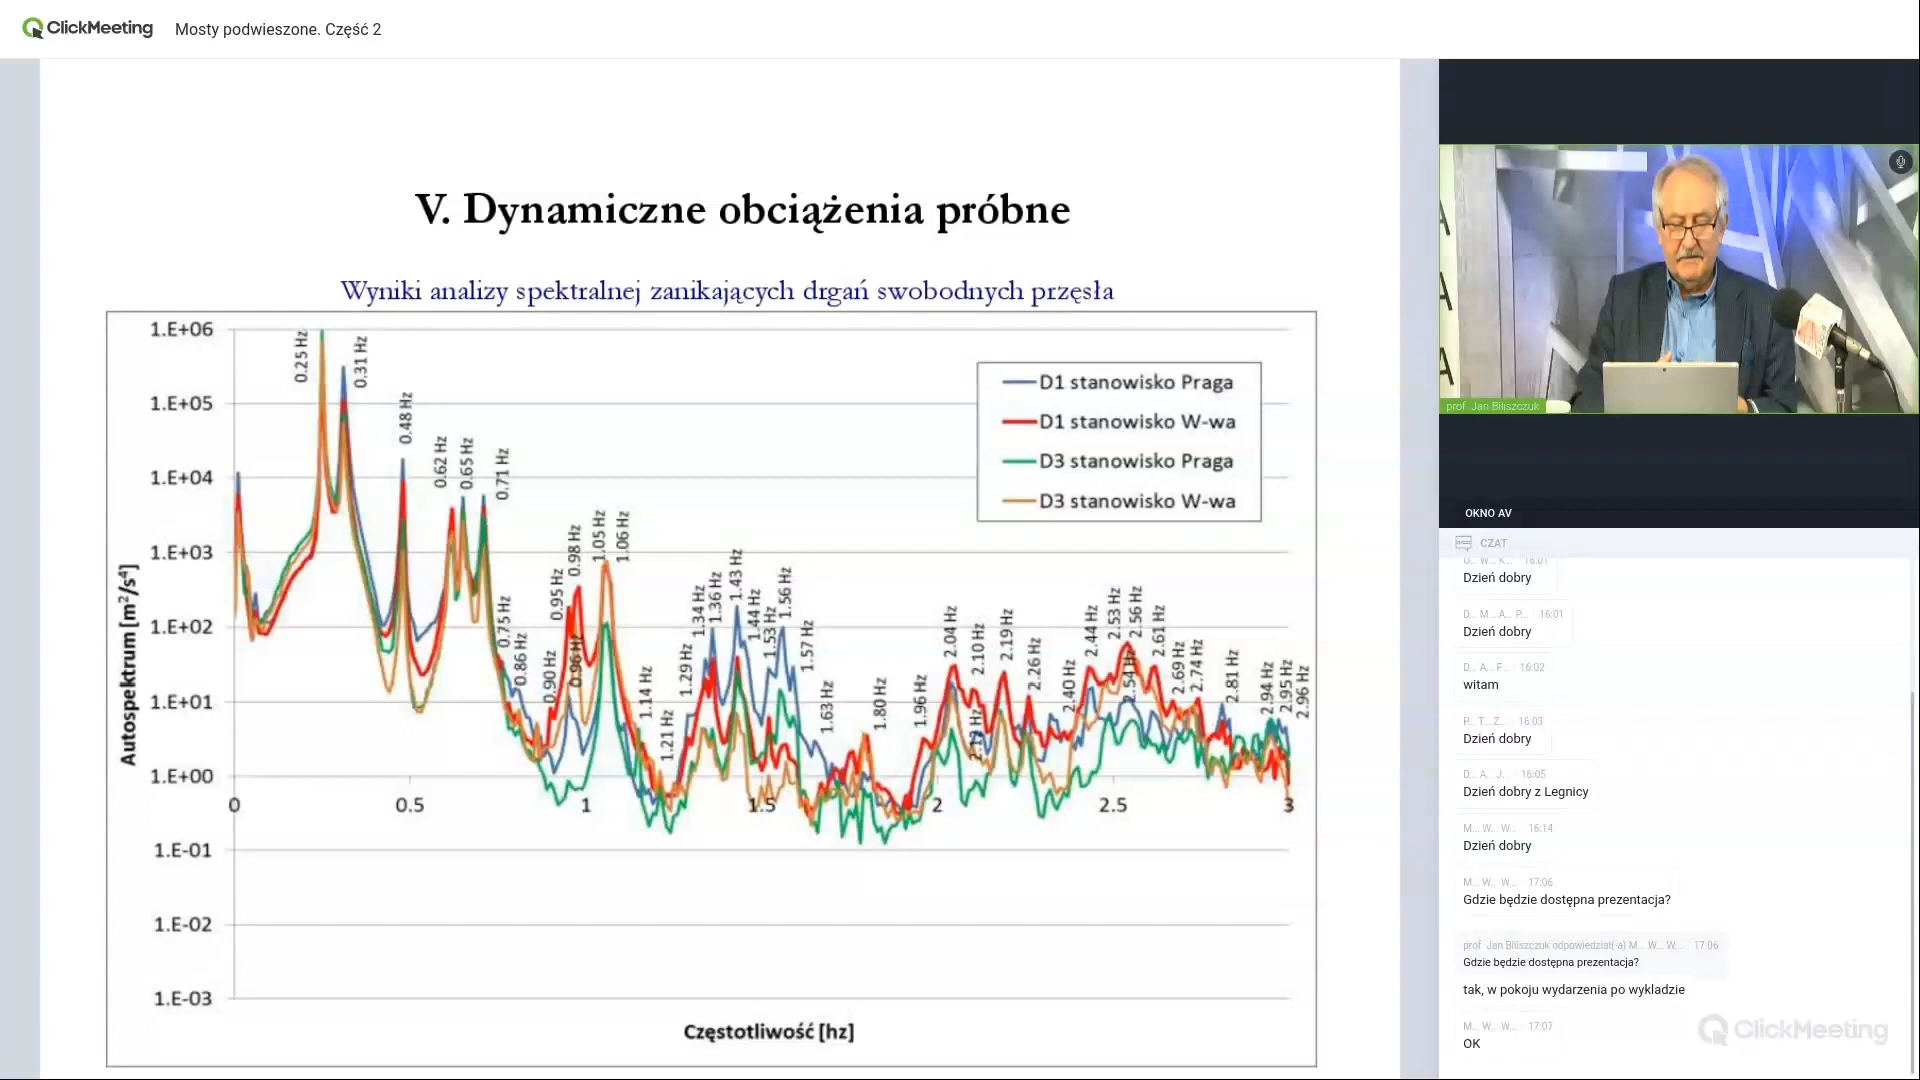 ClickMeeting
Mosty podwieszone. Część 2
V. Dynamiczne obciążenia próbne
Wyniki analizy spektralnej zanikających drgań swobodnych przęsła
1.E+06
1.E+05
1.E+04
1.E+03
1.E+02
1.E+01
1.E+00
1.E-01
1.E-02
1.E-03
Autospektrum [m²/s⁴]
0.25 Hz
0.31 Hz
0.48 Hz
0.62 Hz
0.65 Hz
0.71 Hz
0.75 Hz
0.86 Hz
0.90 Hz
0.95 Hz
0.96 Hz
0.98 Hz
1.05 Hz
1.06 Hz
1.14 Hz
1.21 Hz
1.29 Hz
1.34 Hz
1.36 Hz
1.43 Hz
1.44 Hz
1.53 Hz
1.56 Hz
1.57 Hz
1.63 Hz
1.80 Hz
1.96 Hz
2.04 Hz
2.10 Hz
2.19 Hz
2.26 Hz
2.40 Hz
2.44 Hz
2.53 Hz
2.54 Hz
2.56 Hz
2.61 Hz
2.69 Hz
2.74 Hz
2.81 Hz
2.94 Hz
2.95 Hz
2.96 Hz
D1 stanowisko Praga
D1 stanowisko W-wa
D3 stanowisko Praga
D3 stanowisko W-wa
0 0.5 1 1.5 2 2.5 3
Częstotliwość [hz]
prof. Jan Biliszczuk
OKNO AV
CZAT
16:01
Dzień dobry
D... M... A... P... 16:01
Dzień dobry
D... A... F... 16:02
witam
P... T... Z... 16:03
Dzień dobry
D... A... J... 16:05
Dzień dobry z Legnicy
M... W... W... 16:14
Dzień dobry
M... W... W... 17:06
Gdzie będzie dostępna prezentacja?
prof. Jan Biliszczuk odpowiedział(-a) M... W... W... 17:06
Gdzie będzie dostępna prezentacja?
tak, w pokoju wydarzenia po wykladzie
M... W... W... 17:07
OK
ClickMeeting